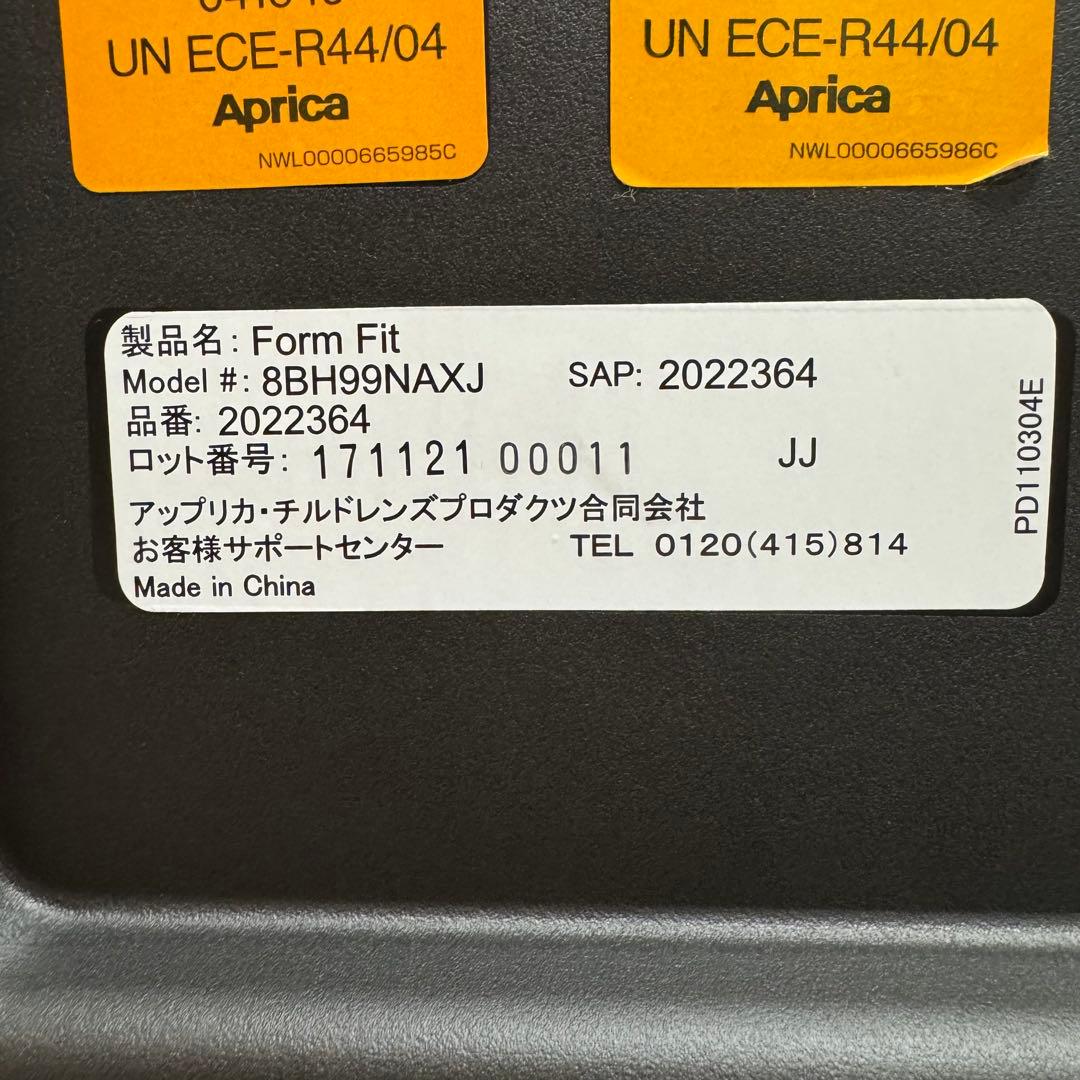 UN ECE-R44/04
Aprica
NWL0000665985C
UN ECE-R44/04
Aprica
NWL0000665986C
製品名: Form Fit
Model #: 8BH99NAXJ SAP: 2022364
品番: 2022364
ロット番号: 171121 00011 JJ
アップリカ・チルドレンズプロダクツ合同会社
お客様サポートセンター TEL 0120(415)814
Made in China
PD110304E